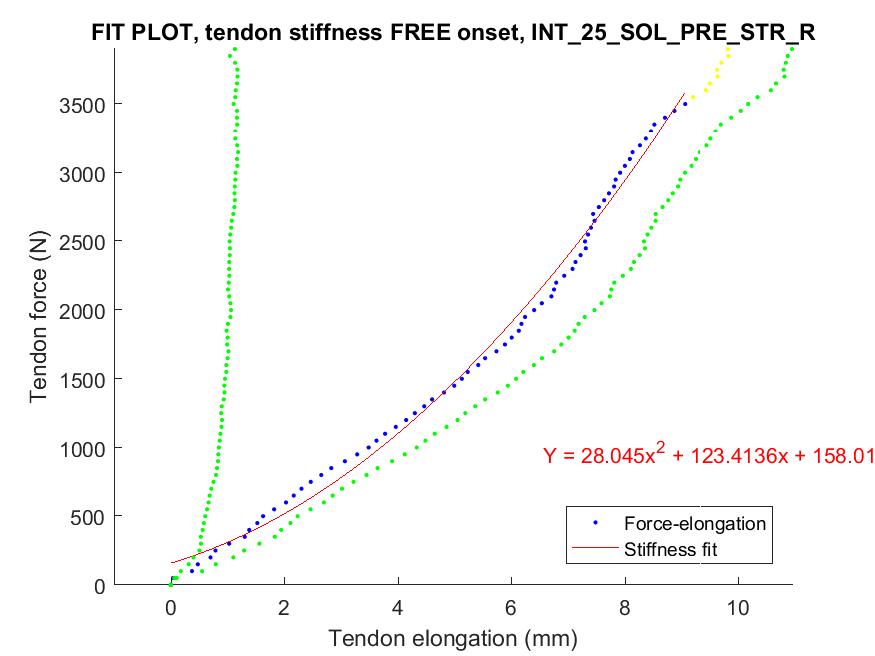 FIT PLOT, tendon stiffness FREE onset, INT_25_SOL_PRE_STR_R
Tendon force (N)
3500
3000
2500
2000
1500
1000
500
0
Y = 28.045x² + 123.4136x + 158.01
Force-elongation
Stiffness fit
0 2 4 6 8 10
Tendon elongation (mm)